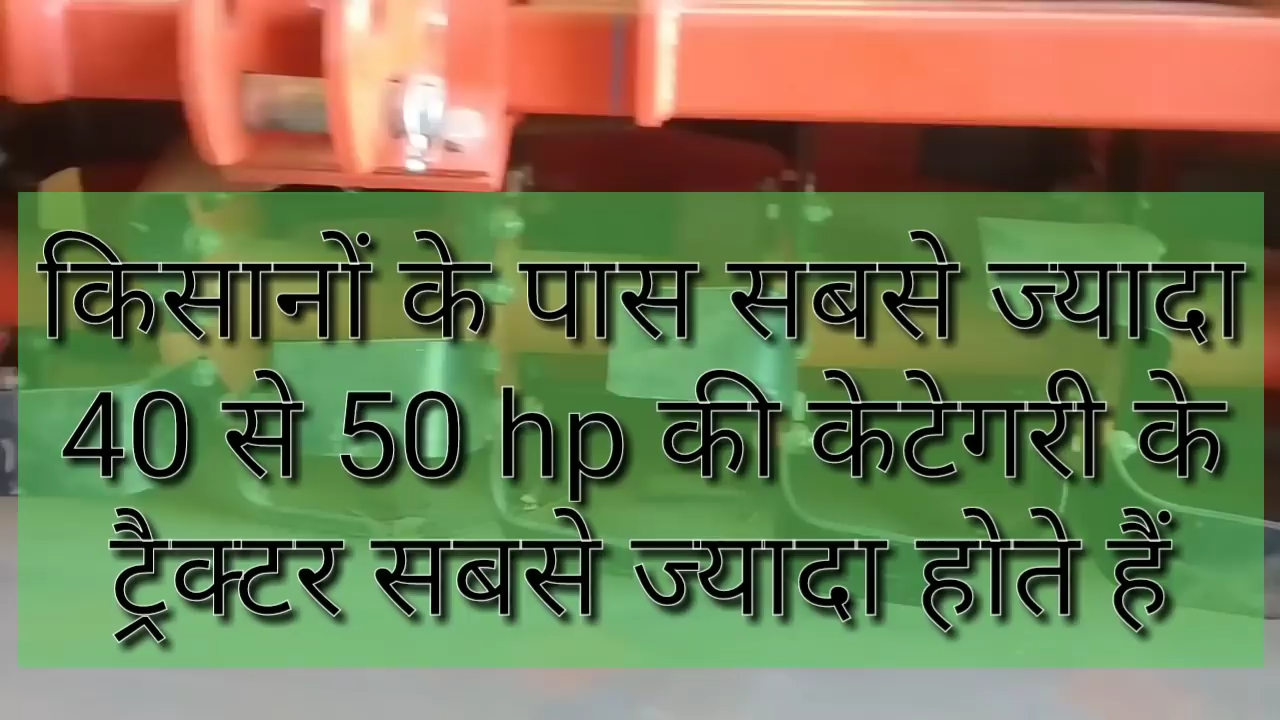 किसानों के पास सबसे ज्यादा
40 से 50 hp की केटेगरी के
ट्रैक्टर सबसे ज्यादा होते हैं